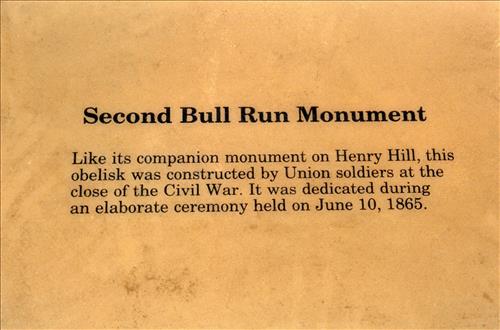 Second Bull Run Monument
Like its companion monument on Henry Hill, this
obelisk was constructed by Union soldiers at the
close of the Civil War. It was dedicated during
an elaborate ceremony held on June 10, 1865.